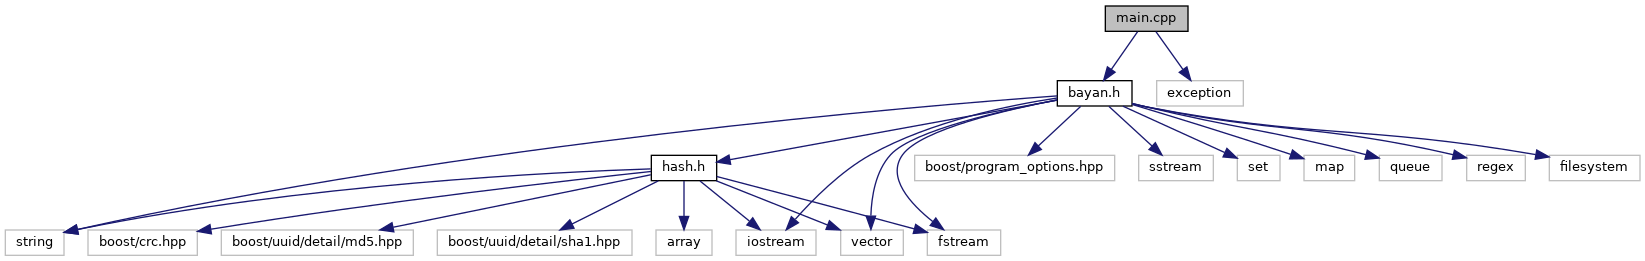 main.cpp
bayan.h
exception
hash.h
boost/program_options.hpp
sstream
set
map
queue
regex
filesystem
string
boost/crc.hpp
boost/uuid/detail/md5.hpp
boost/uuid/detail/sha1.hpp
array
iostream
vector
fstream